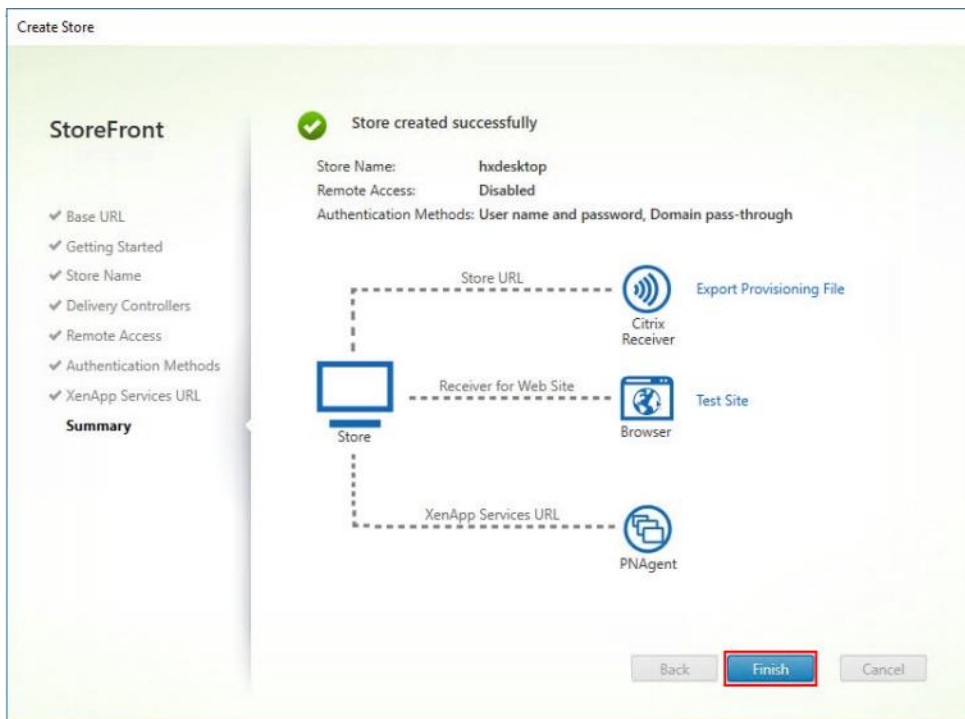 Create Store
StoreFront
Base URL
Getting Started
Store Name
Delivery Controllers
Remote Access
Authentication Methods
XenApp Services URL
Summary
Store created successfully
Store Name: hxdesktop
Remote Access: Disabled
Authentication Methods: User name and password, Domain pass-through
Store URL
Citrix
Receiver
Export Provisioning File
Receiver for Web Site
Store
Browser
Test Site
XenApp Services URL
PNAgent
Back Finish Cancel